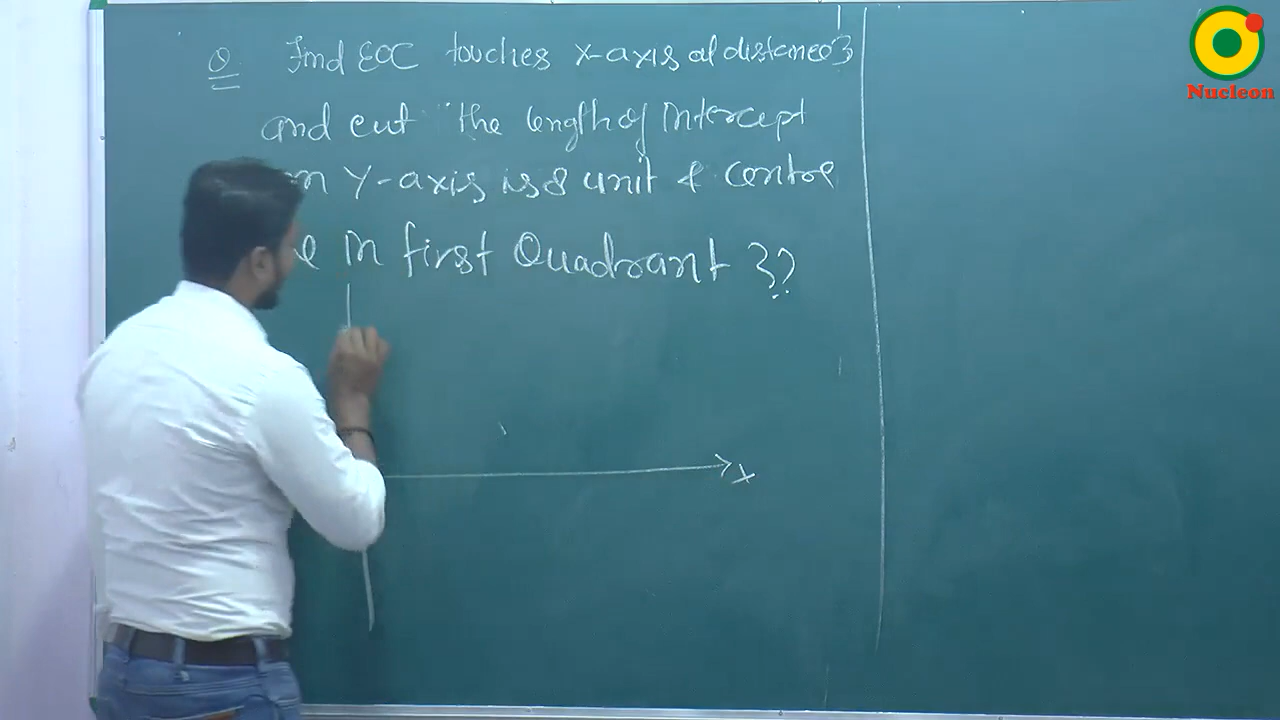 Q Find EOC touches X-axis at distance 3
and cut the length of Intercept
on Y-axis is 8 unit & centre
in first Quadrant ??
x
Nucleon